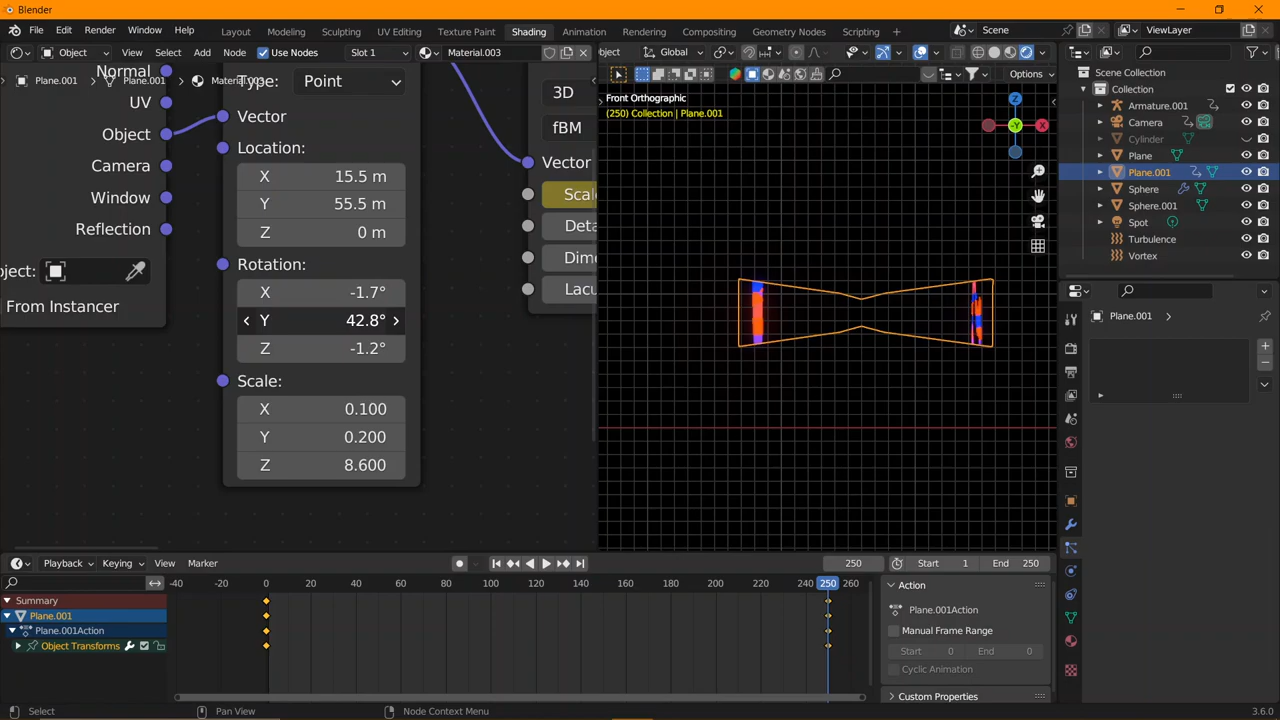 Blender
File Edit Render Window Help Layout Modeling Sculpting UV Editing Texture Paint Shading Animation Rendering Compositing Geometry Nodes Scripting Scene ViewLayer
Object View Select Add Node Use Nodes Slot 1 Material.003 bject Global
Normal Plane.001 Plane.001 Material.003 Type: Point Options
Scene Collection
Collection
Armature.001
Camera
Cylinder
Plane
Plane.001
Sphere
Sphere.001
Spot
Turbulence
Vortex
UV
Object
Camera
Window
Reflection
bject:
From Instancer
Vector
Location:
X 15.5 m
Y 55.5 m
Z 0 m
Rotation:
X -1.7°
Y 42.8°
Z -1.2°
Scale:
X 0.100
Y 0.200
Z 8.600
3D
fBM
Vector
Scal
Deta
Dime
Lacu
Front Orthographic
(250) Collection | Plane.001
Z
-Y X
Plane.001
Playback Keying View Marker 250 Start 1 End 250
-40 -20 0 20 40 60 80 100 120 140 160 180 200 220 240 250 260
Summary
Plane.001
Plane.001Action
Object Transforms
Action
Plane.001Action
Manual Frame Range
Start 0 End 0
Cyclic Animation
Custom Properties
Select Pan View Node Context Menu 3.6.0